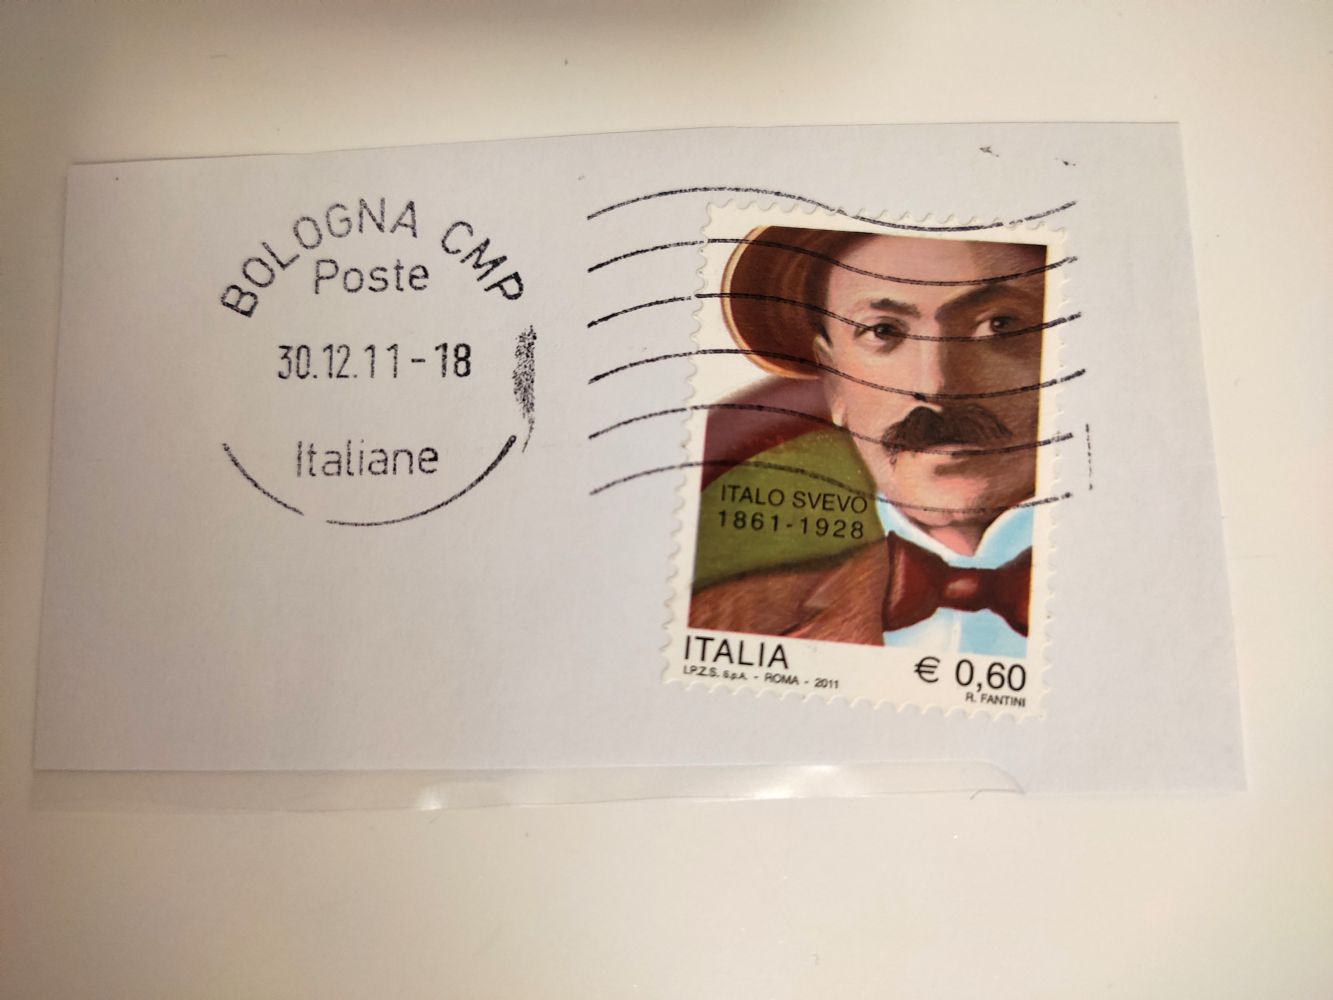 BOLOGNA CMP
Poste
30.12.11-18
Italiane
ITALO SVEVO
1861-1928
ITALIA
€ 0,60
I.P.Z.S. S.p.A. - ROMA - 2011
R. FANTINI